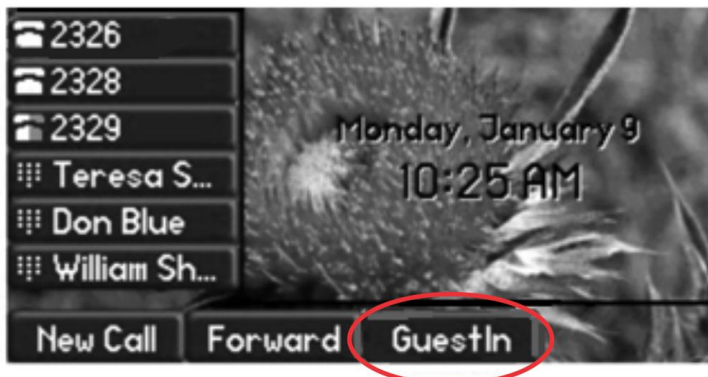 2326
2328
2329
Teresa S...
Don Blue
William Sh...
Monday, January 9
10:25 AM
New Call Forward GuestIn